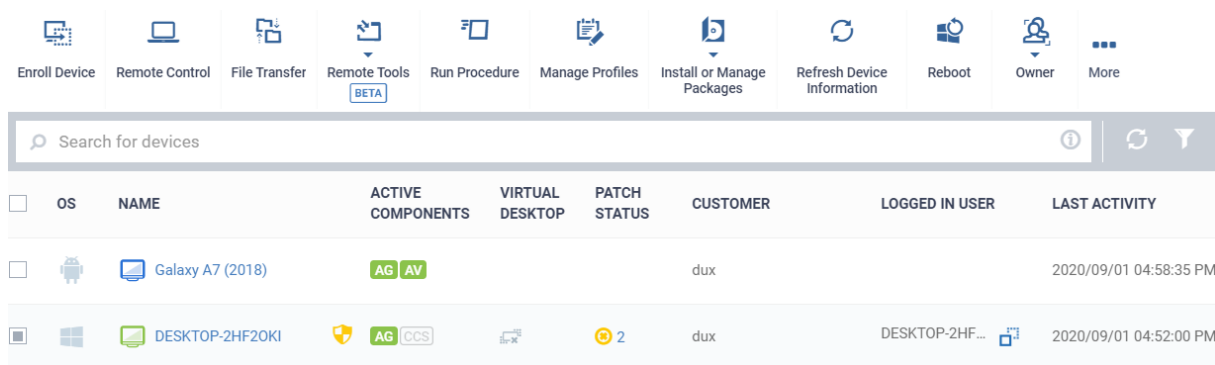 Enroll Device Remote Control File Transfer Remote Tools Run Procedure Manage Profiles Install or Manage Refresh Device Reboot Owner More
BETA Packages Information
Search for devices
OS NAME ACTIVE VIRTUAL PATCH CUSTOMER LOGGED IN USER LAST ACTIVITY
COMPONENTS DESKTOP STATUS
Galaxy A7 (2018) AG AV dux 2020/09/01 04:58:35 PM
DESKTOP-2HF2OKI AG CCS 2 dux DESKTOP-2HF... 2020/09/01 04:52:00 PM